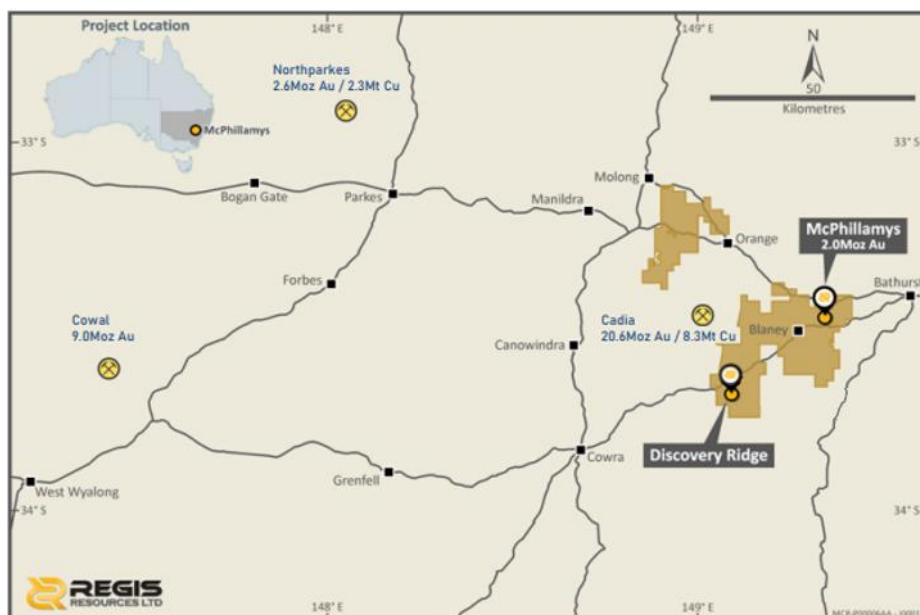 Project Location
McPhillamys
148° E
149° E
N
50
Kilometres
Northparkes
2.6Moz Au / 2.3Mt Cu
33° S
33° S
Bogan Gate
Parkes
Manildra
Molong
Orange
McPhillamys
2.0Moz Au
Bathurst
Forbes
Cowal
9.0Moz Au
Cadia
20.6Moz Au / 8.3Mt Cu
Blaney
Canowindra
Discovery Ridge
Cowra
Grenfell
West Wyalong
34° S
34° S
REGIS
RESOURCES LTD
148° E
149° E